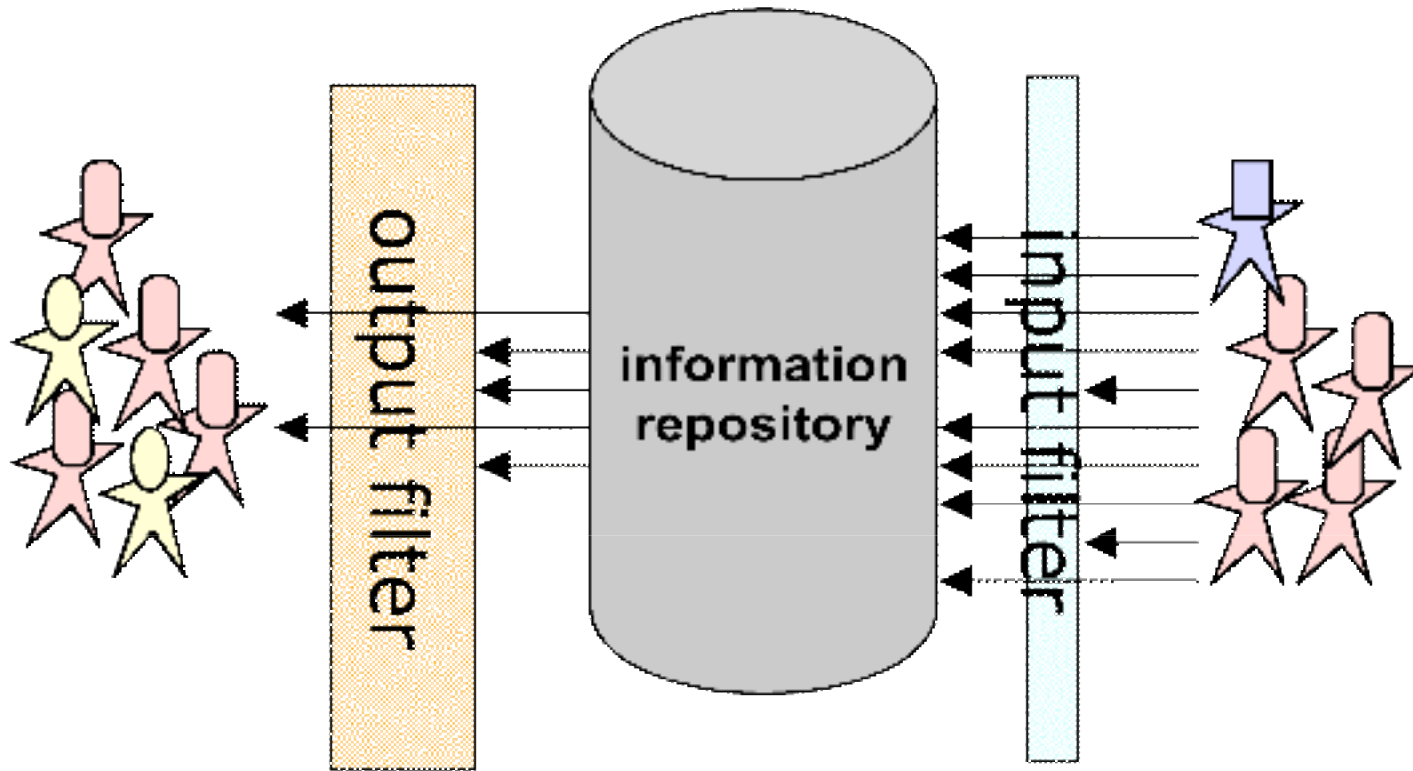 output filter
information
repository
input filter